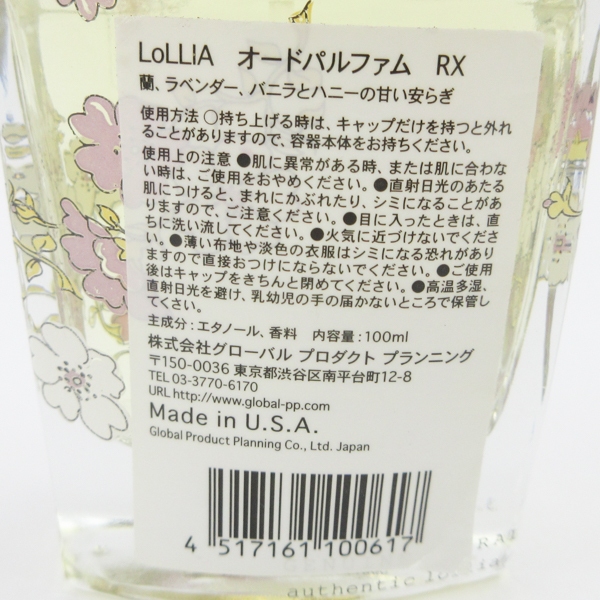 LoLLIA オードパルファム RX
蘭、ラベンダー、バニラとハニーの甘い安らぎ
使用方法 ○持ち上げる時は、キャップだけを持つと外れ
ることがありますので、容器本体をお持ちください。
使用上の注意 ●肌に異常がある時、または肌に合わな
い時は、ご使用をおやめください。●直射日光のあたる
肌につけると、まれにかぶれたり、シミになることがあ
りますので、ご注意ください。●目に入ったときは、直
ちに洗い流してください。●火気に近づけないでくださ
い。●薄い布地や淡色の衣服はシミになる恐れがあり
ますので直接おつけにならないでください。●ご使用
後はキャップをきちんと閉めてください。●高温多湿、
直射日光を避け、乳幼児の手の届かないところで保管し
てください。
主成分：エタノール、香料 内容量：100ml
株式会社グローバル プロダクト プランニング
〒150-0036 東京都渋谷区南平台町12-8
TEL 03-3770-6170
URL http://www.global-pp.com
Made in U.S.A.
Global Product Planning Co., Ltd. Japan
4 517161 100617
authentic